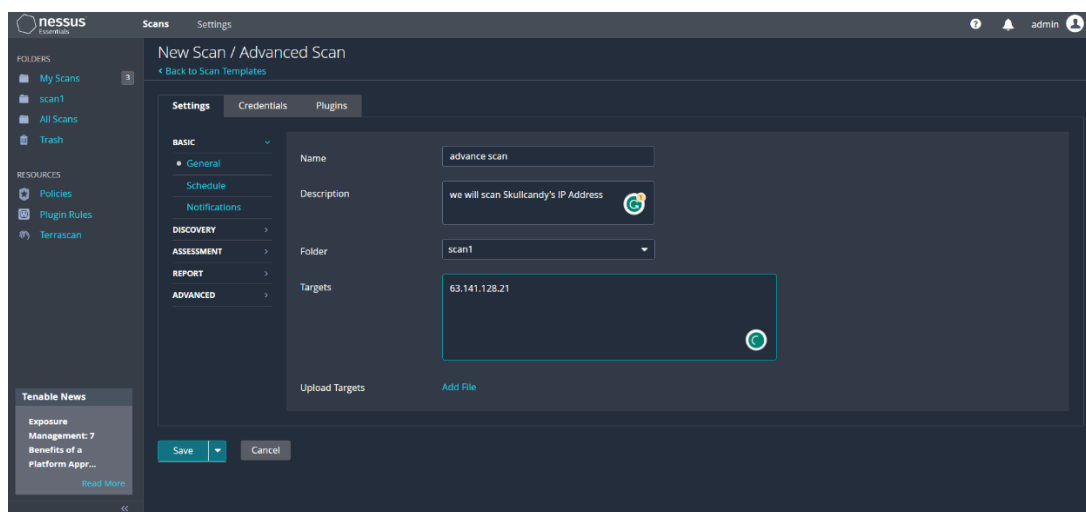 nessus Essentials
Scans Settings
admin
FOLDERS
My Scans 3
scan1
All Scans
Trash
RESOURCES
Policies
Plugin Rules
Terrascan
Tenable News
Exposure
Management: 7
Benefits of a
Platform Appr...
Read More
New Scan / Advanced Scan
Back to Scan Templates
Settings Credentials Plugins
BASIC
General
Schedule
Notifications
DISCOVERY
ASSESSMENT
REPORT
ADVANCED
Name advance scan
Description we will scan Skullcandy's IP Address
Folder scan1
Targets 63.141.128.21
Upload Targets Add File
Save Cancel